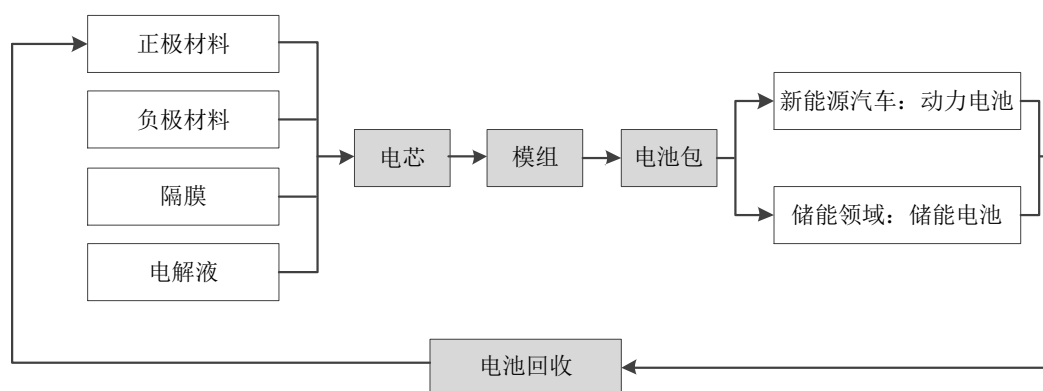 正极材料
负极材料
隔膜
电解液
电芯
模组
电池包
新能源汽车：动力电池
储能领域：储能电池
电池回收